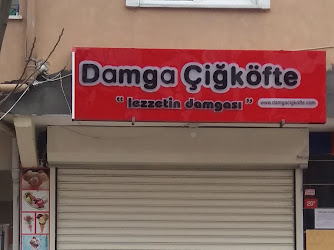 Damga Çiğköfte
“ lezzetin damgası ”
www.damgacigkofte.com